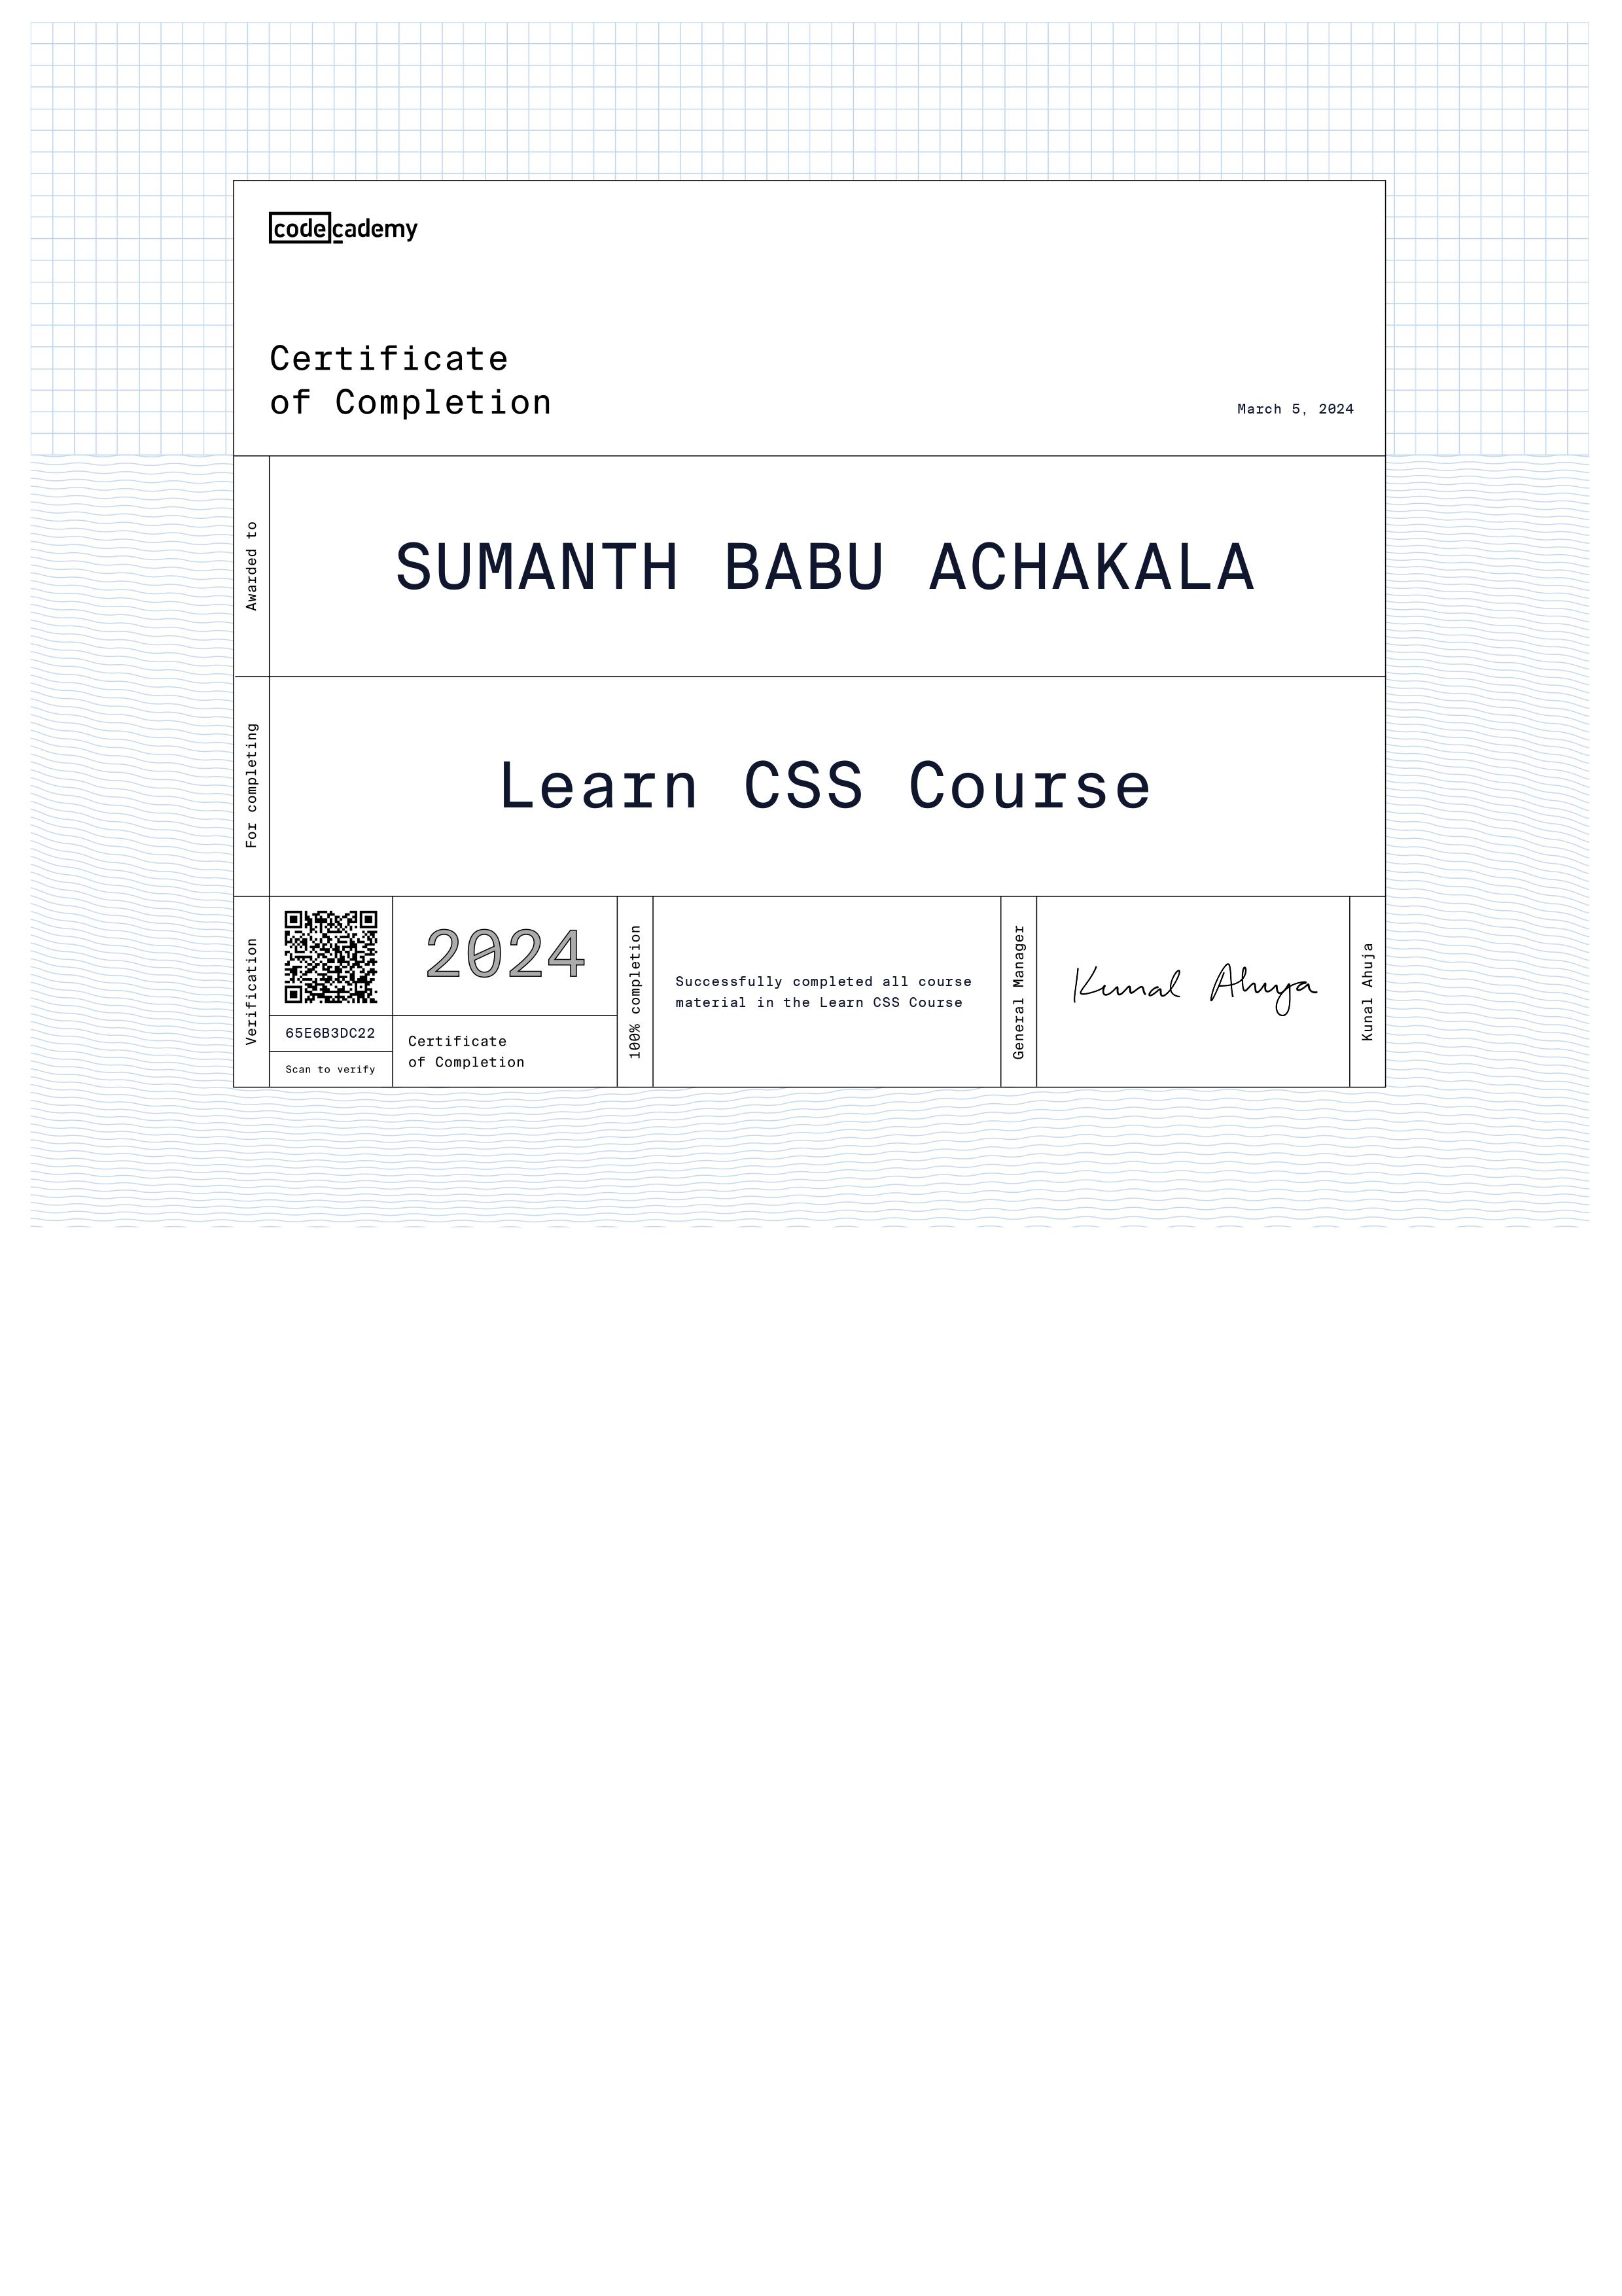 codecademy
Certificate
of Completion
March 5, 2024
Awarded to
SUMANTH BABU ACHAKALA
For completing
Learn CSS Course
Verification
65E6B3DC22
Scan to verify
2024
Certificate
of Completion
100% completion
Successfully completed all course
material in the Learn CSS Course
General Manager
Kunal Ahuja
Kunal Ahuja